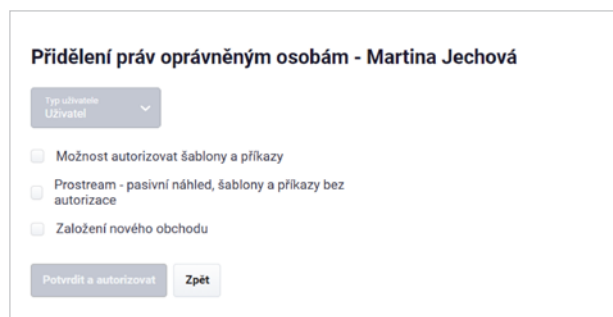 Přidělení práv oprávněným osobám - Martina Jechová
Typ uživatele
Uživatel
Možnost autorizovat šablony a příkazy
Prostream - pasivní náhled, šablony a příkazy bez
autorizace
Založení nového obchodu
Potvrdit a autorizovat Zpět